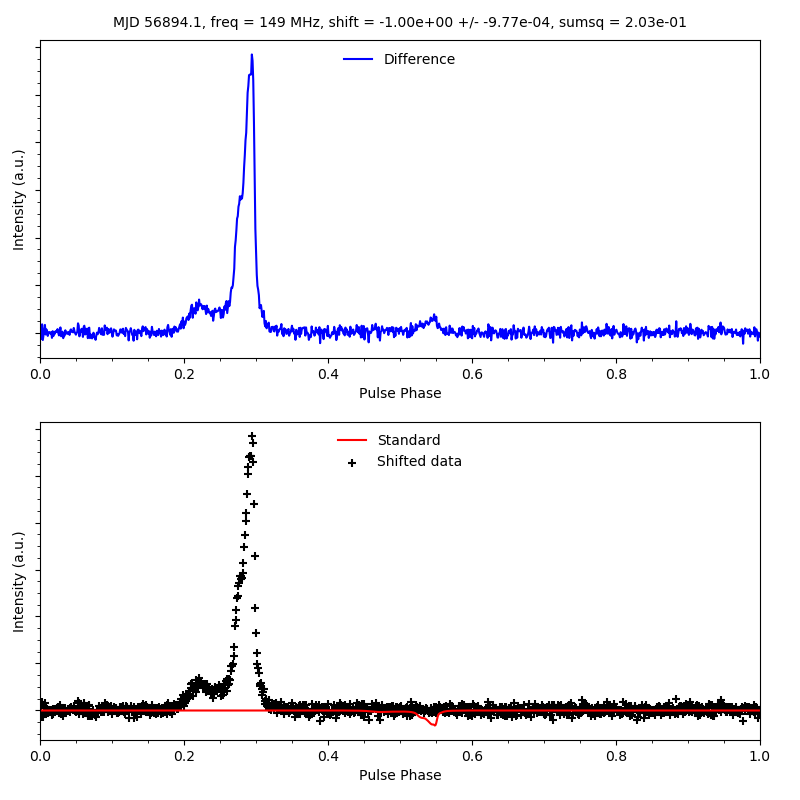 MJD 56894.1, freq = 149 MHz, shift = -1.00e+00 +/- -9.77e-04, sumsq = 2.03e-01
Difference
Intensity (a.u.)
0.0 0.2 0.4 0.6 0.8 1.0
Pulse Phase
Standard
Shifted data
Intensity (a.u.)
0.0 0.2 0.4 0.6 0.8 1.0
Pulse Phase